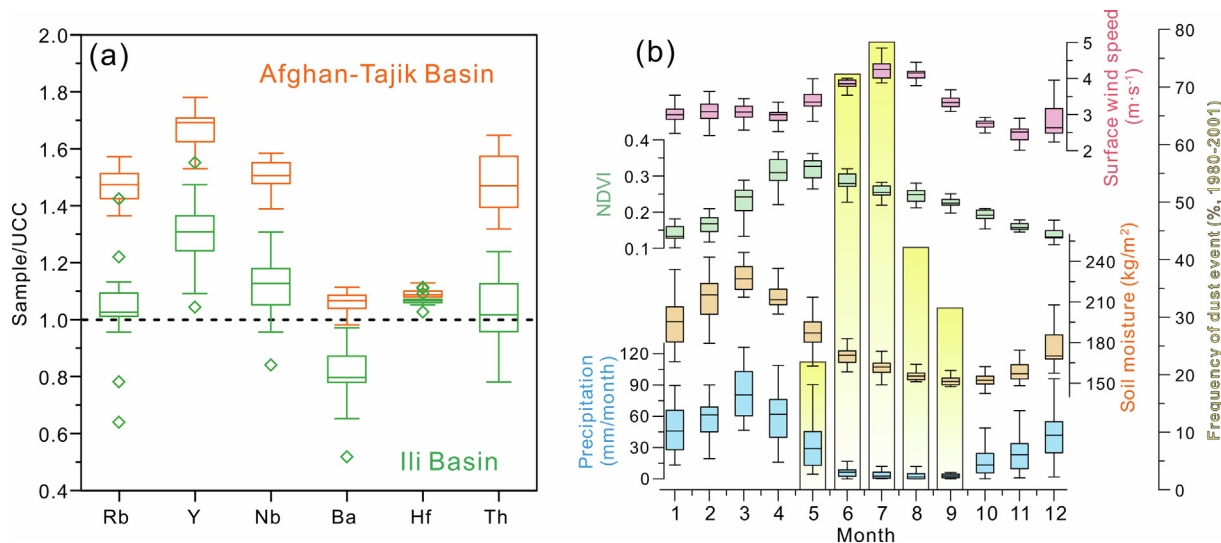 (a)
Afghan-Tajik Basin
Ili Basin
Sample/UCC
2.0
1.8
1.6
1.4
1.2
1.0
0.8
0.6
0.4
Rb Y Nb Ba Hf Th
(b)
NDVI
0.4
0.3
0.2
0.1
Precipitation
(mm/month)
120
90
60
30
0
1 2 3 4 5 6 7 8 9 10 11 12
Month
5
4
3
2
Surface wind speed
(m·s⁻¹)
240
210
180
150
Soil moisture (kg/m²)
80
70
60
50
40
30
20
10
0
Frequency of dust event (%, 1980-2001)